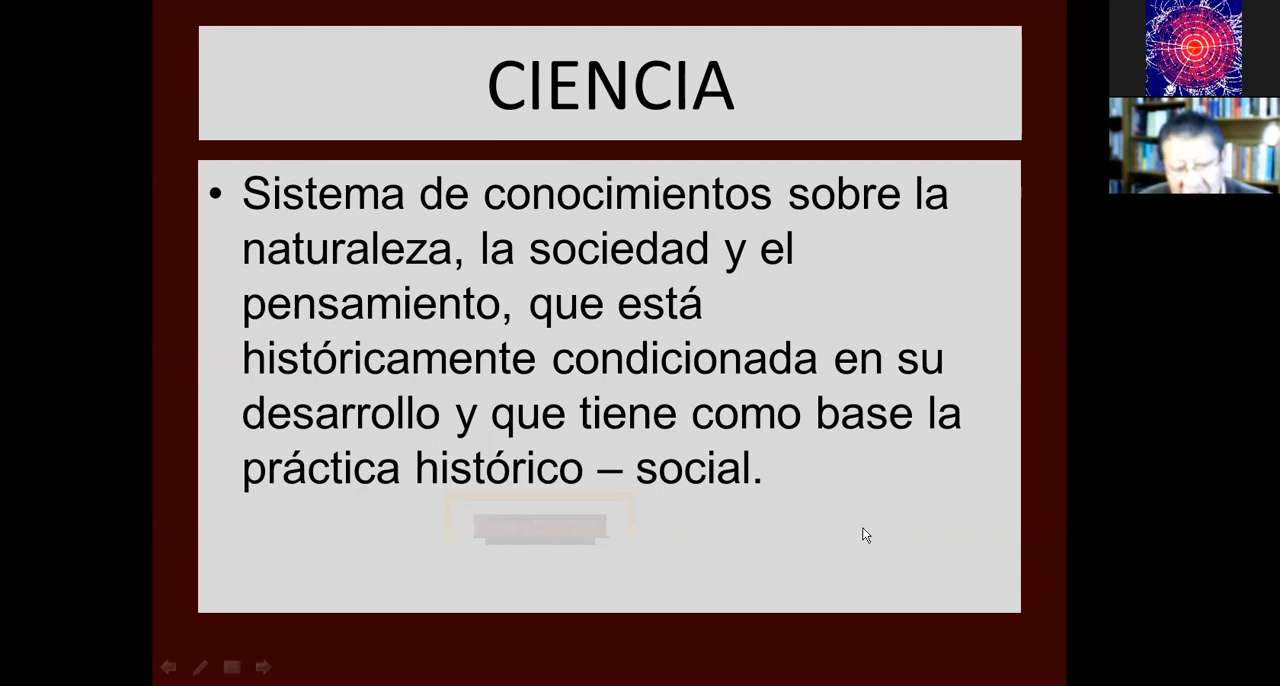 CIENCIA
• Sistema de conocimientos sobre la
naturaleza, la sociedad y el
pensamiento, que está
históricamente condicionada en su
desarrollo y que tiene como base la
práctica histórico – social.